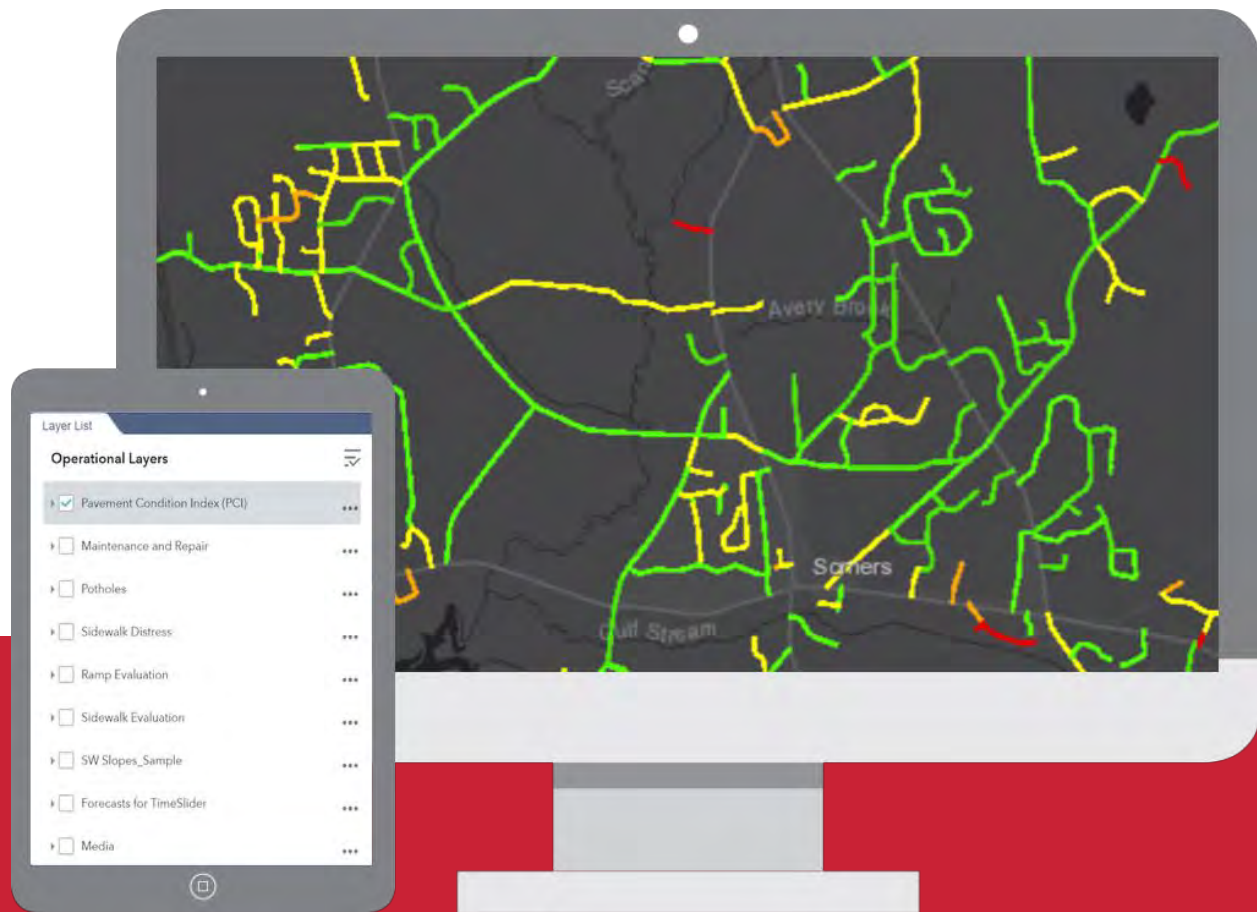 Avery Brook
Somers
Gulf Stream
Layer List
Operational Layers
Pavement Condition Index (PCI)
Maintenance and Repair
Potholes
Sidewalk Distress
Ramp Evaluation
Sidewalk Evaluation
SW Slopes_Sample
Forecasts for TimeSlider
Media